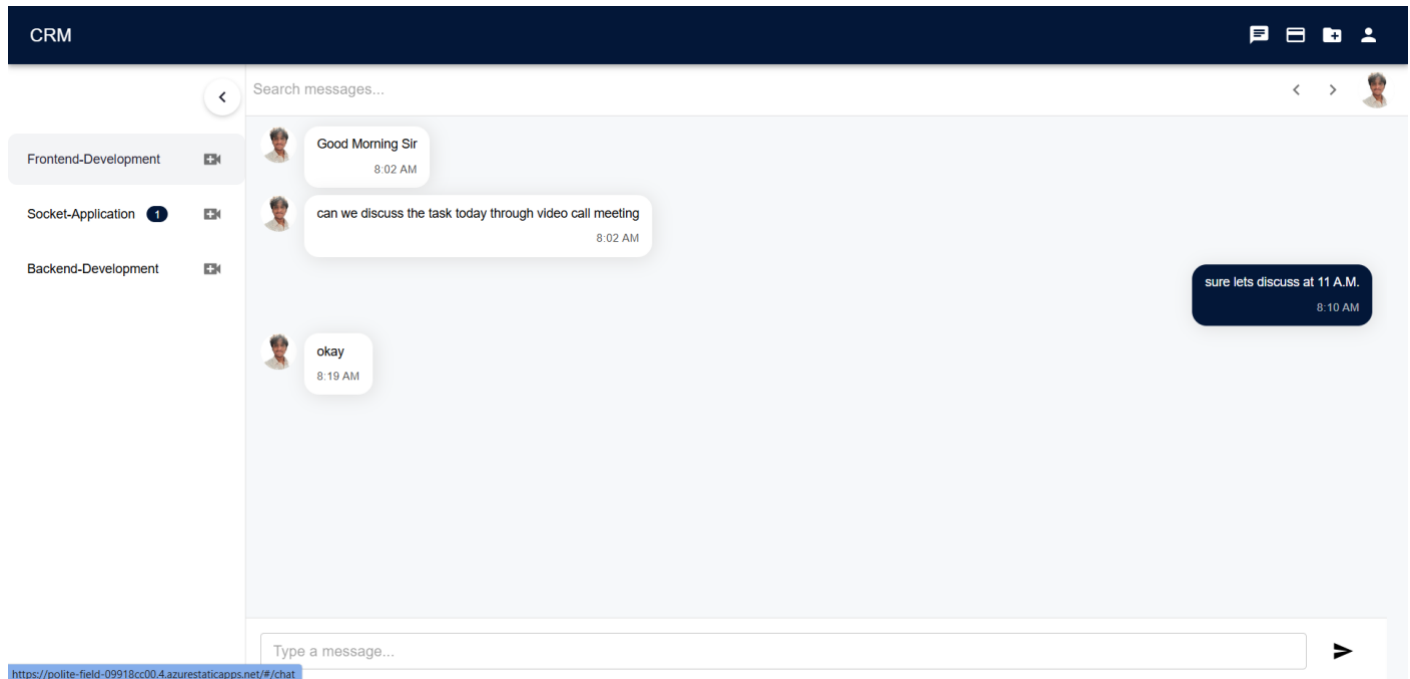 CRM
Search messages...
Frontend-Development
Socket-Application 1
Backend-Development
Good Morning Sir
8:02 AM
can we discuss the task today through video call meeting
8:02 AM
sure lets discuss at 11 A.M.
8:10 AM
okay
8:19 AM
Type a message...
https://polite-field-09918cc00.4.azurestaticapps.net/#/chat